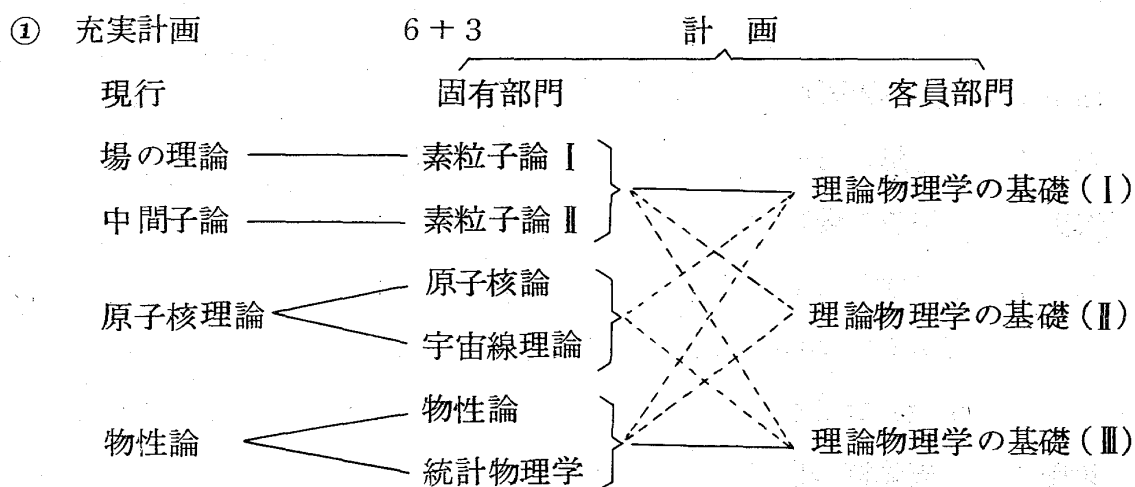 ① 充実計画 6+3 計 画
現行 固有部門 客員部門
場の理論 素粒子論 Ⅰ
理論物理学の基礎(Ⅰ)
中間子論 素粒子論 Ⅱ
原子核論
原子核理論 理論物理学の基礎(Ⅱ)
宇宙線理論
物性論
物性論 理論物理学の基礎(Ⅲ)
統計物理学